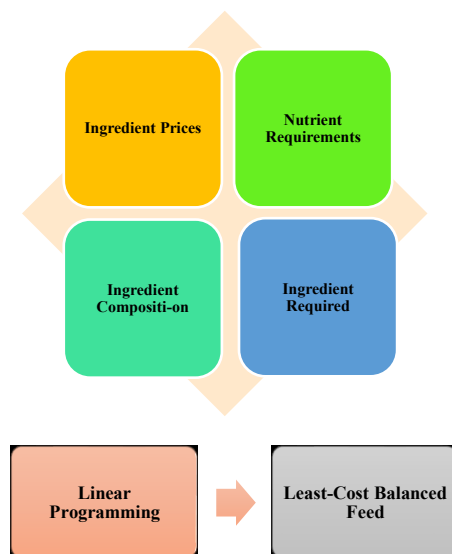 Ingredient Prices
Nutrient
Requirements
Ingredient
Compositi-on
Ingredient
Required
Linear
Programming
Least-Cost Balanced
Feed